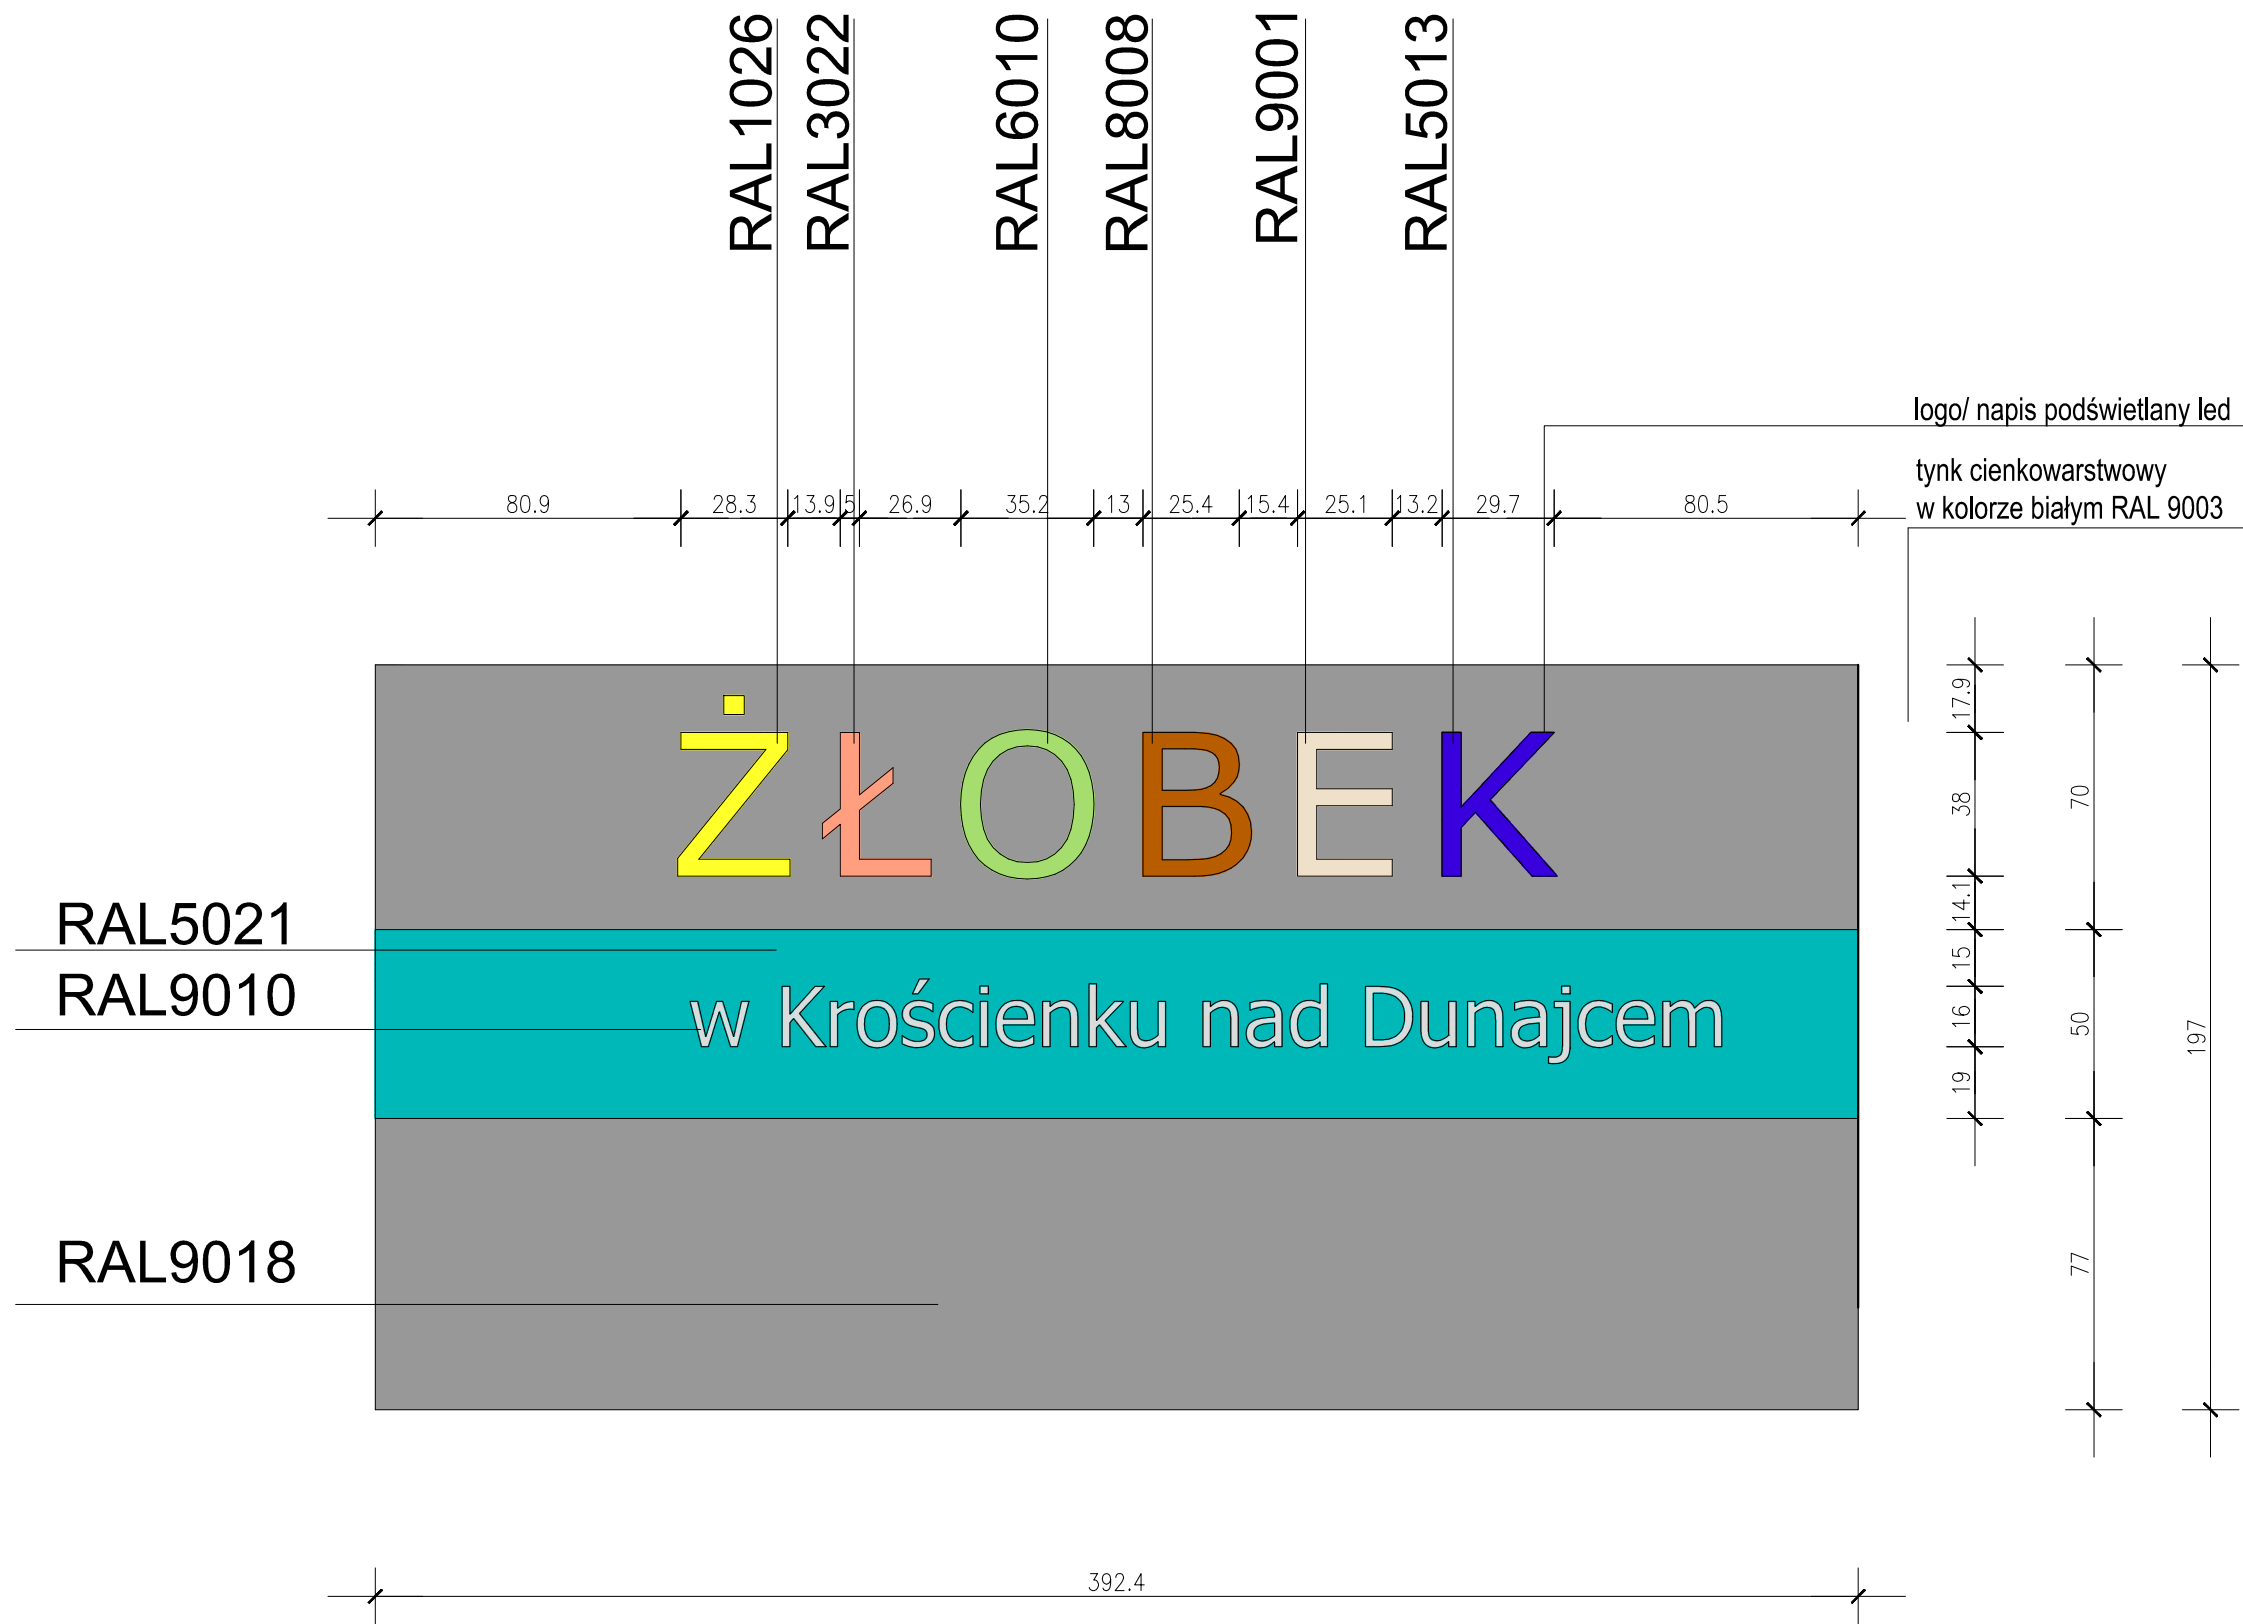 RAL1026
RAL3022
RAL6010
RAL8008
RAL9001
RAL5013
logo/ napis podświetlany led
tynk cienkowarstwowy
w kolorze białym RAL 9003
80.9 28.3 13.9 5 26.9 35.2 13 25.4 15.4 25.1 13.2 29.7 80.5
ŻŁOBEK
RAL5021
RAL9010
w Krościenku nad Dunajcem
RAL9018
17.9
38
14.1
15
16
19
70
50
77
197
392.4